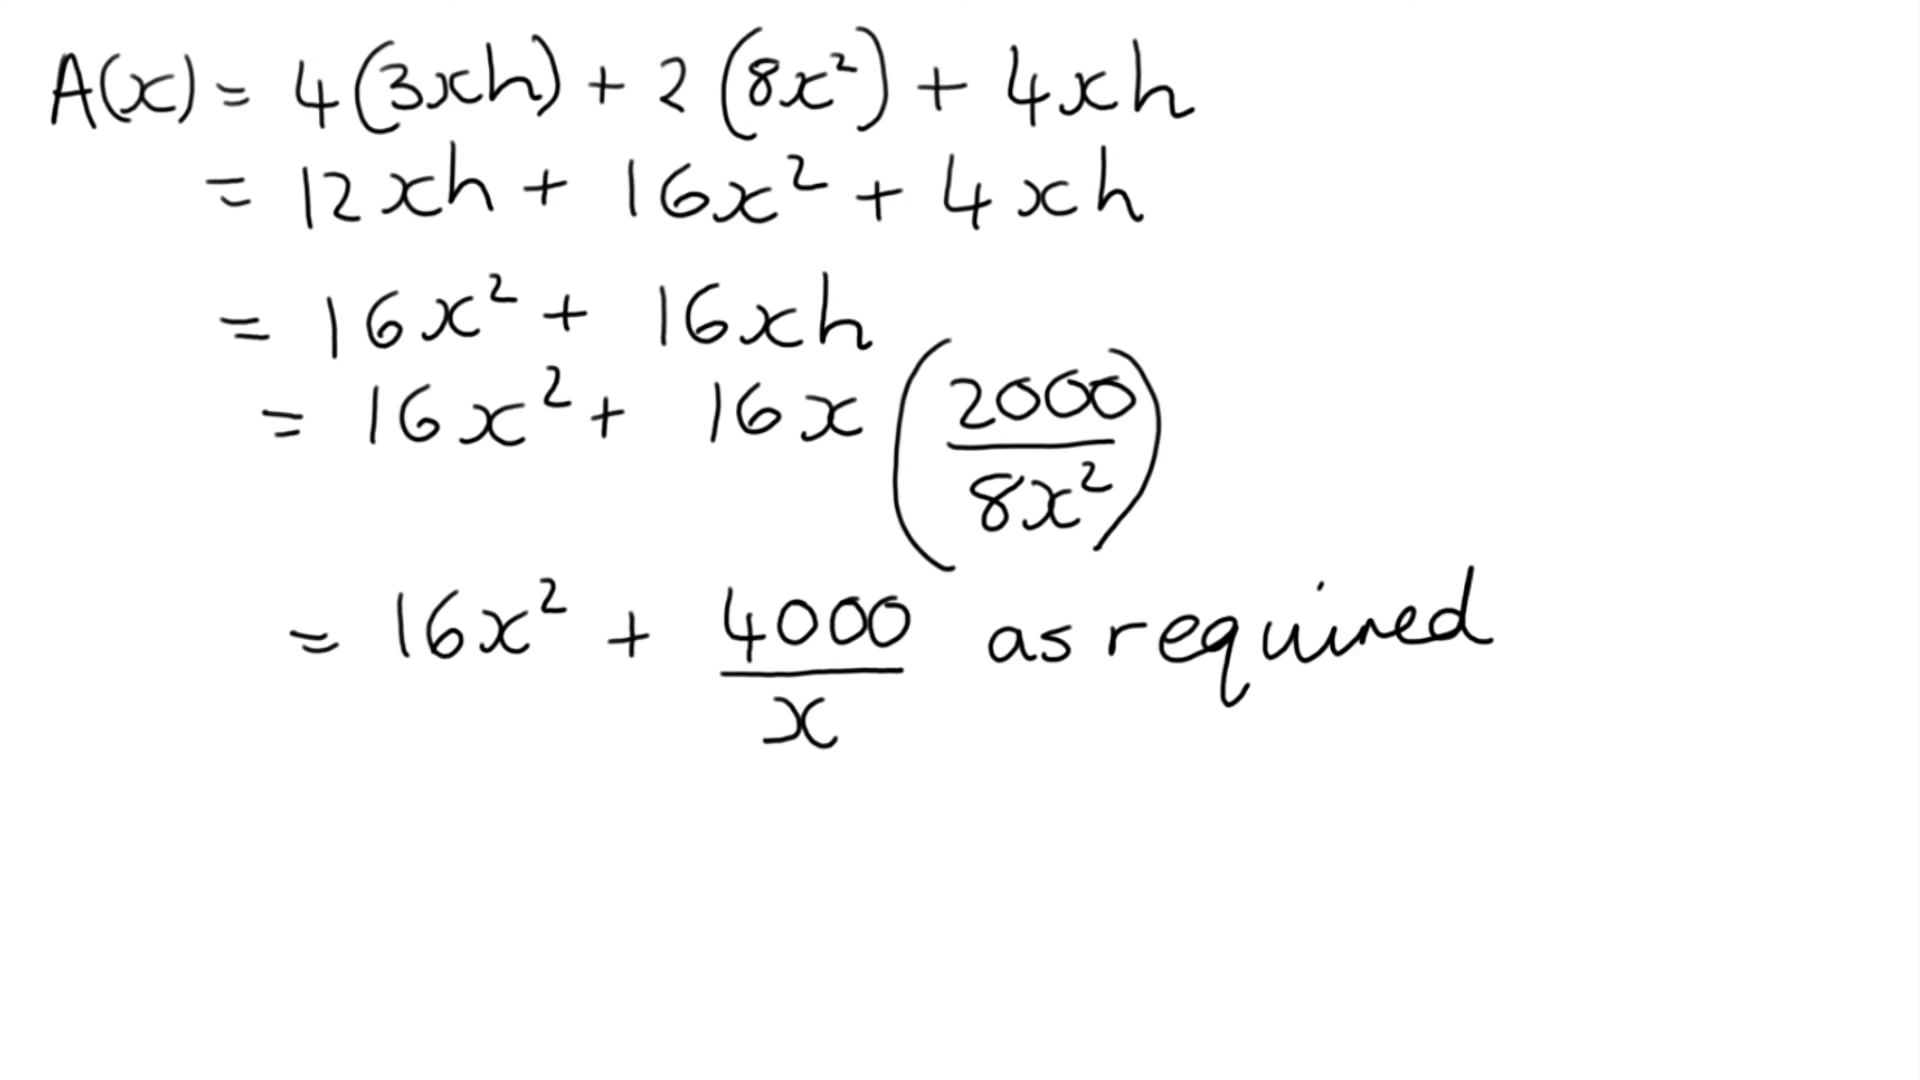 A(x) = 4(3xh) + 2(8x²) + 4xh
= 12xh + 16x² + 4xh
= 16x² + 16xh
= 16x² + 16x(2000/8x²)
= 16x² + 4000/x as required